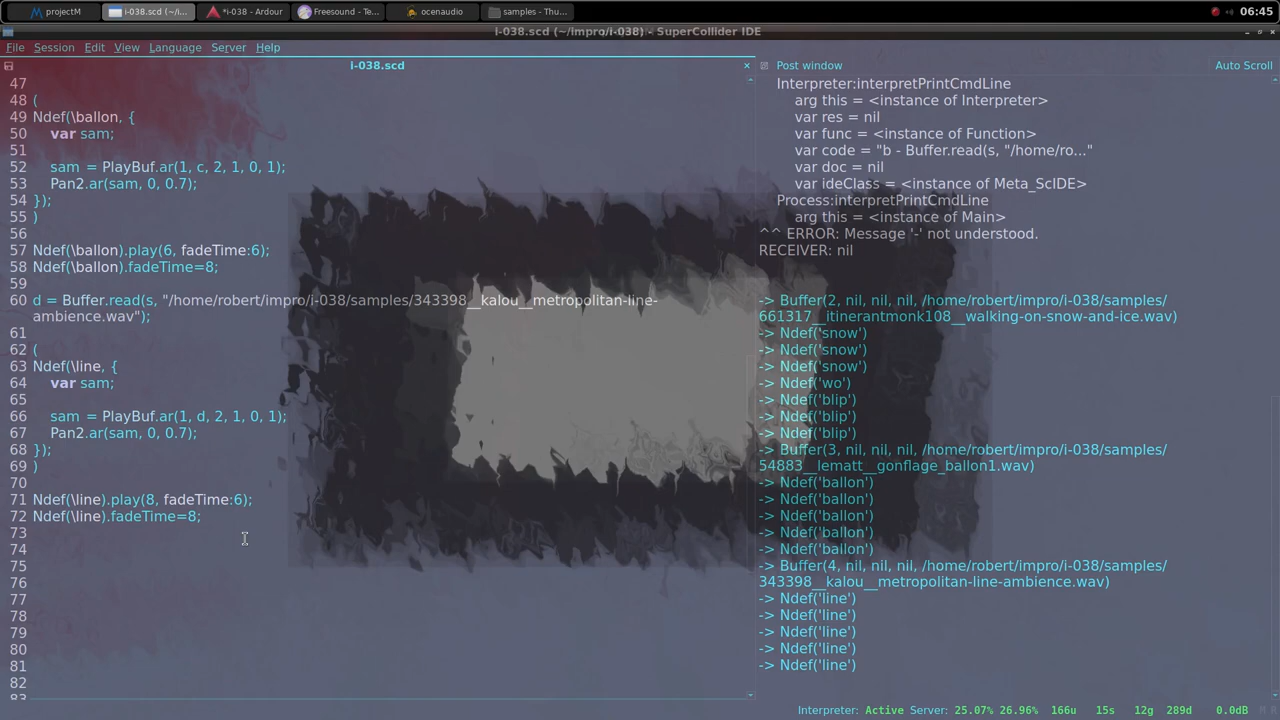 projectM
i-038.scd (~/i...
*i-038 - Ardour
Freesound - Te...
ocenaudio
samples - Thu...
06:45
i-038.scd (~/impro/i-038) - SuperCollider IDE
File Session Edit View Language Server Help
i-038.scd
47
48 (
49 Ndef(\ballon, {
50 var sam;
51
52 sam = PlayBuf.ar(1, c, 2, 1, 0, 1);
53 Pan2.ar(sam, 0, 0.7);
54 });
55 )
56
57 Ndef(\ballon).play(6, fadeTime:6);
58 Ndef(\ballon).fadeTime=8;
59
60 d = Buffer.read(s, "/home/robert/impro/i-038/samples/343398__kalou__metropolitan-line-
ambience.wav");
61
62 (
63 Ndef(\line, {
64 var sam;
65
66 sam = PlayBuf.ar(1, d, 2, 1, 0, 1);
67 Pan2.ar(sam, 0, 0.7);
68 });
69 )
70
71 Ndef(\line).play(8, fadeTime:6);
72 Ndef(\line).fadeTime=8;
73
74
75
76
77
78
79
80
81
82
83
Post window
Auto Scroll
Interpreter:interpretPrintCmdLine
arg this = <instance of Interpreter>
var res = nil
var func = <instance of Function>
var code = "b - Buffer.read(s, "/home/ro..."
var doc = nil
var ideClass = <instance of Meta_ScIDE>
Process:interpretPrintCmdLine
arg this = <instance of Main>
^^ ERROR: Message '-' not understood.
RECEIVER: nil
-> Buffer(2, nil, nil, nil, /home/robert/impro/i-038/samples/
661317__itinerantmonk108__walking-on-snow-and-ice.wav)
-> Ndef('snow')
-> Ndef('snow')
-> Ndef('snow')
-> Ndef('wo')
-> Ndef('blip')
-> Ndef('blip')
-> Ndef('blip')
-> Buffer(3, nil, nil, nil, /home/robert/impro/i-038/samples/
54883__lematt__gonflage_ballon1.wav)
-> Ndef('ballon')
-> Ndef('ballon')
-> Ndef('ballon')
-> Ndef('ballon')
-> Ndef('ballon')
-> Buffer(4, nil, nil, nil, /home/robert/impro/i-038/samples/
343398__kalou__metropolitan-line-ambience.wav)
-> Ndef('line')
-> Ndef('line')
-> Ndef('line')
-> Ndef('line')
-> Ndef('line')
Interpreter: Active Server: 25.07% 26.96% 166u 15s 12g 289d 0.0dB M R